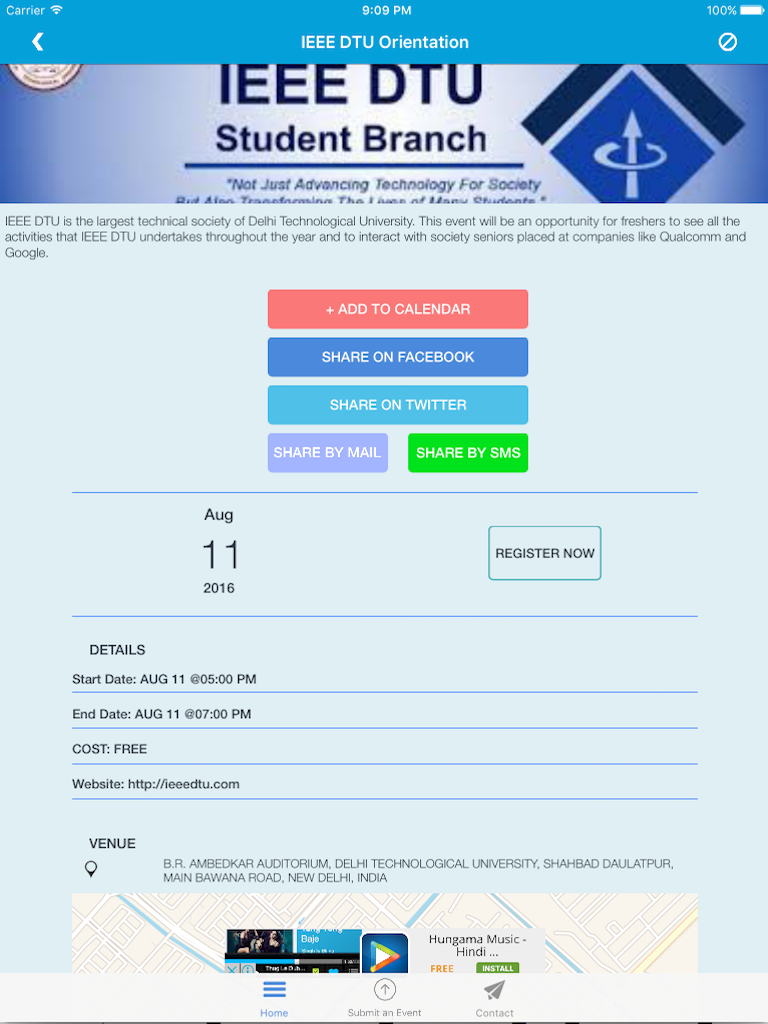 Carrier
9:09 PM
100%
IEEE DTU Orientation
IEEE DTU
Student Branch
"Not Just Advancing Technology For Society
But Also Transforming The Lives of Many Students."
IEEE DTU is the largest technical society of Delhi Technological University. This event will be an opportunity for freshers to see all the
activities that IEEE DTU undertakes throughout the year and to interact with society seniors placed at companies like Qualcomm and
Google.
+ ADD TO CALENDAR
SHARE ON FACEBOOK
SHARE ON TWITTER
SHARE BY MAIL
SHARE BY SMS
Aug
11
2016
REGISTER NOW
DETAILS
Start Date: AUG 11 @05:00 PM
End Date: AUG 11 @07:00 PM
COST: FREE
Website: http://ieeedtu.com
VENUE
B.R. AMBEDKAR AUDITORIUM, DELHI TECHNOLOGICAL UNIVERSITY, SHAHBAD DAULATPUR,
MAIN BAWANA ROAD, NEW DELHI, INDIA
Baje
Hungama Music -
Hindi ...
FREE
INSTALL
Home
Submit an Event
Contact